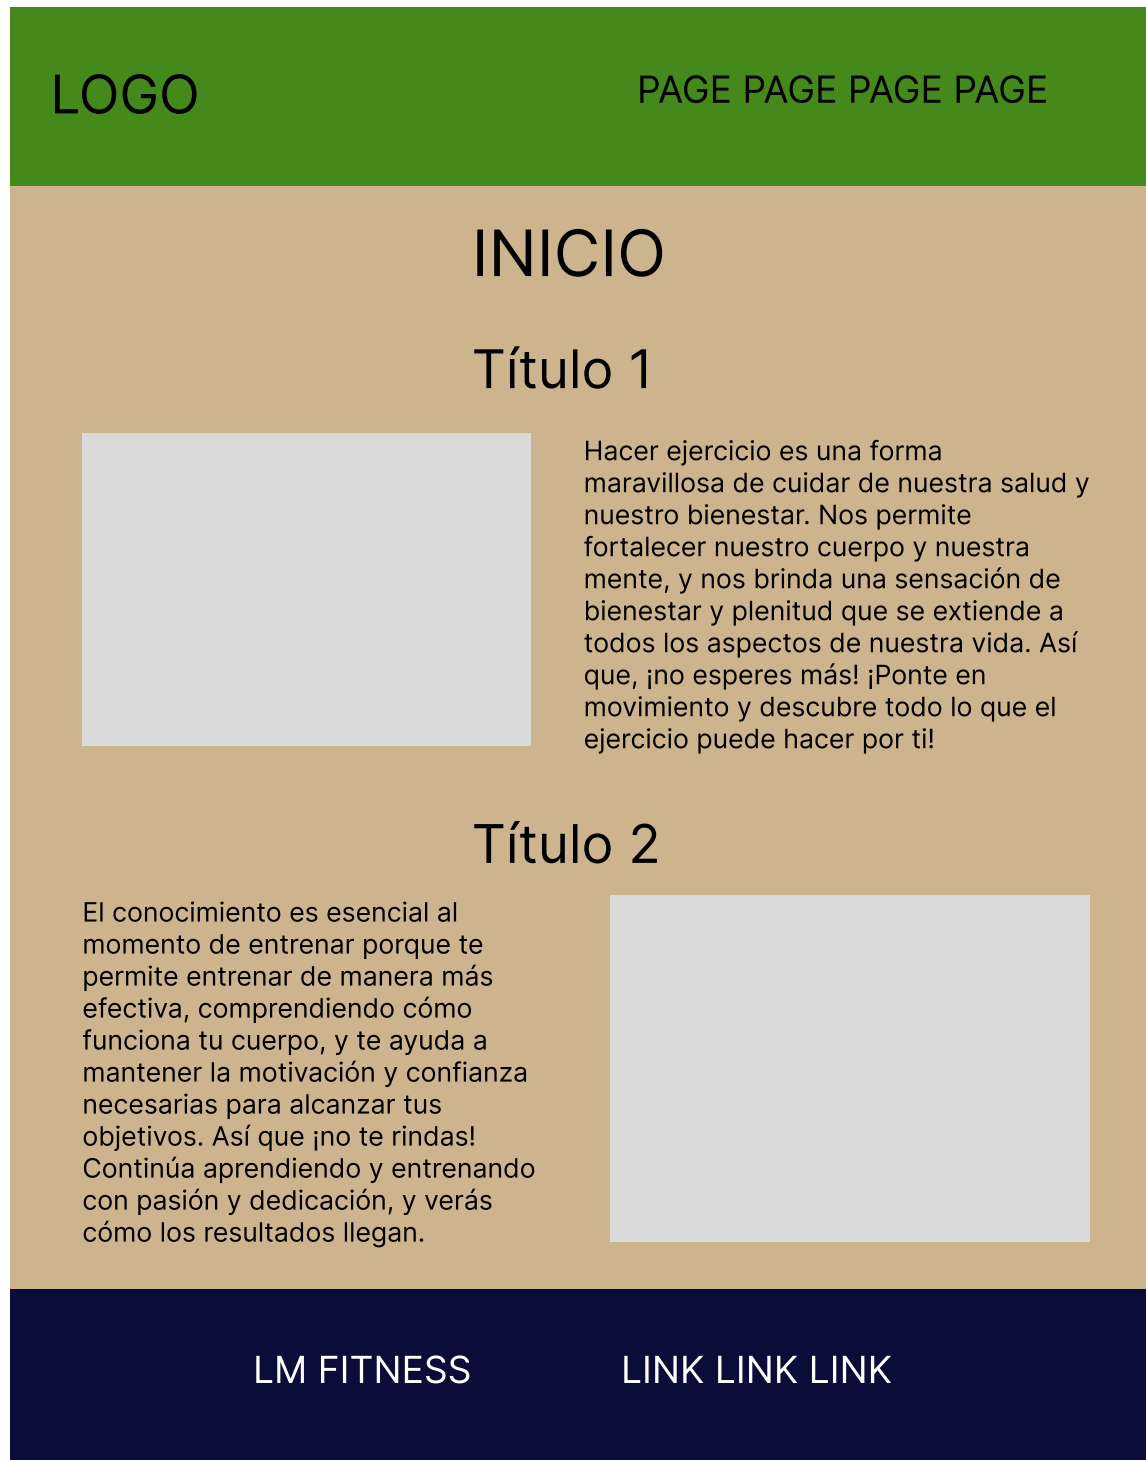 LOGO
PAGE PAGE PAGE PAGE
INICIO
Título 1
Hacer ejercicio es una forma
maravillosa de cuidar de nuestra salud y
nuestro bienestar. Nos permite
fortalecer nuestro cuerpo y nuestra
mente, y nos brinda una sensación de
bienestar y plenitud que se extiende a
todos los aspectos de nuestra vida. Así
que, ¡no esperes más! ¡Ponte en
movimiento y descubre todo lo que el
ejercicio puede hacer por ti!
Título 2
El conocimiento es esencial al
momento de entrenar porque te
permite entrenar de manera más
efectiva, comprendiendo cómo
funciona tu cuerpo, y te ayuda a
mantener la motivación y confianza
necesarias para alcanzar tus
objetivos. Así que ¡no te rindas!
Continúa aprendiendo y entrenando
con pasión y dedicación, y verás
cómo los resultados llegan.
LM FITNESS
LINK LINK LINK